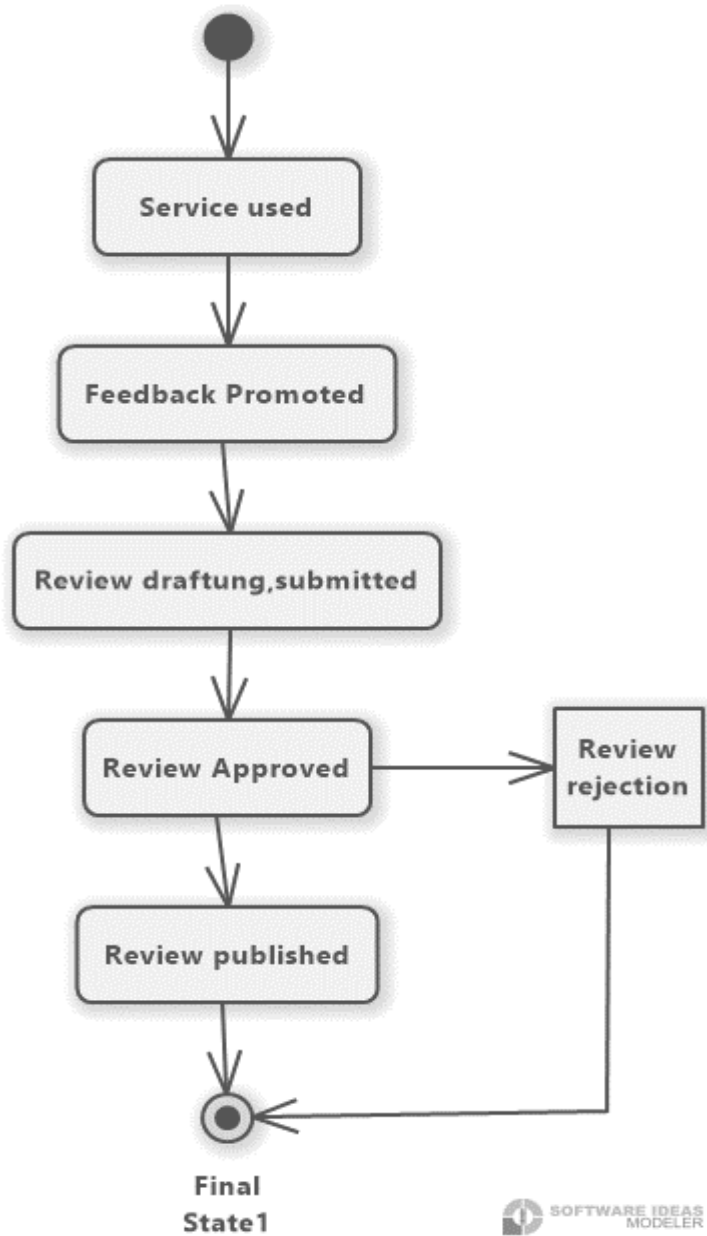 Service used
Feedback Promoted
Review draftung,submitted
Review Approved
Review
rejection
Review published
Final
State1
SOFTWARE IDEAS
MODELER